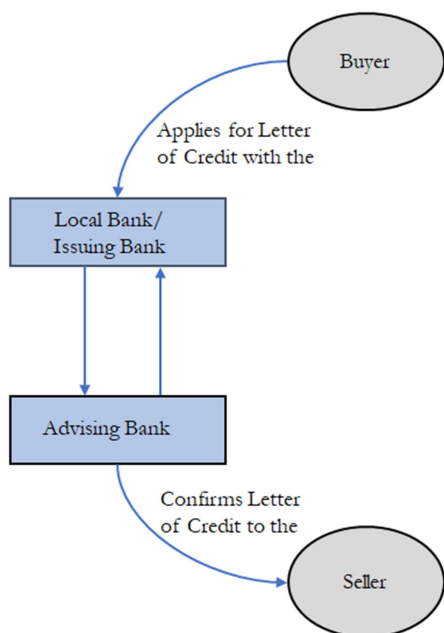 Buyer
Applies for Letter
of Credit with the
Local Bank/
Issuing Bank
Advising Bank
Confirms Letter
of Credit to the
Seller